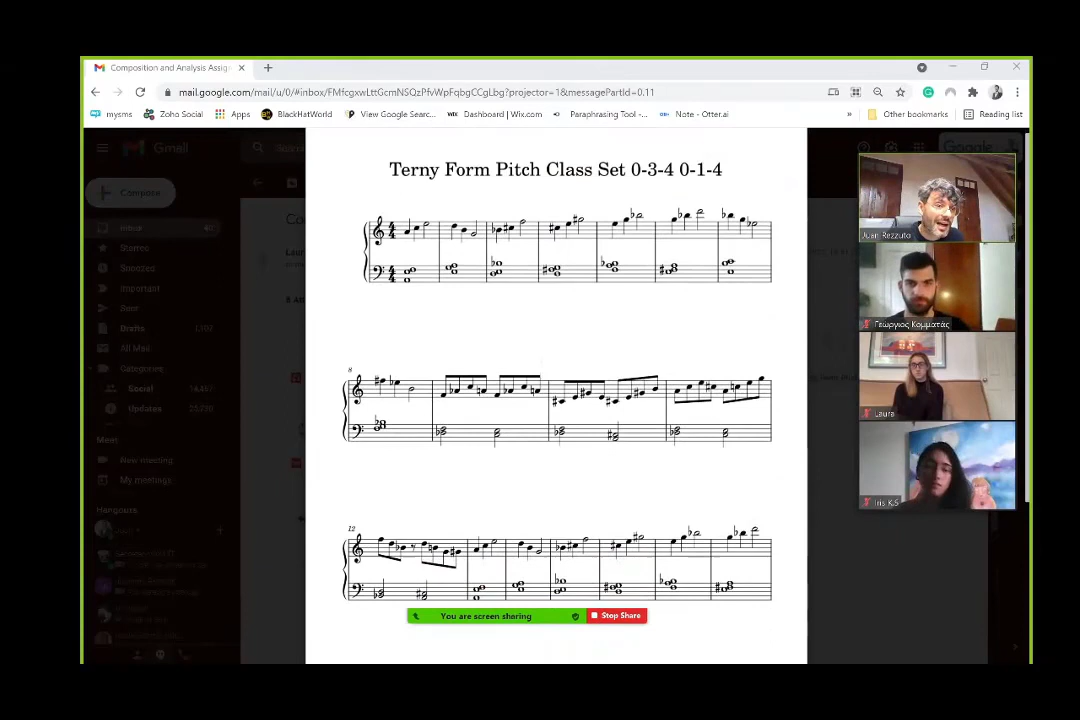 Composition and Analysis Assig
mail.google.com/mail/u/0/#inbox/FMfcgxwLttGcmNSQzPfvWpFqbgCCgLbg?projector=1&messagePartId=0.11
mysms Zoho Social Apps BlackHatWorld View Google Searc... Dashboard | Wix.com Paraphrasing Tool -... Note - Otter.ai » Other bookmarks Reading list
Gmail
Google
Compose
Inbox
Starred
Snoozed
Important
Sent
Drafts
All Mail
Categories
Social
Updates
Meet
New meeting
My meetings
Hangouts
Terny Form Pitch Class Set 0-3-4 0-1-4
8
12
You are screen sharing Stop Share
Juan Rezzuto
Γεώργιος Κομματάς
Laura
Iris K.S